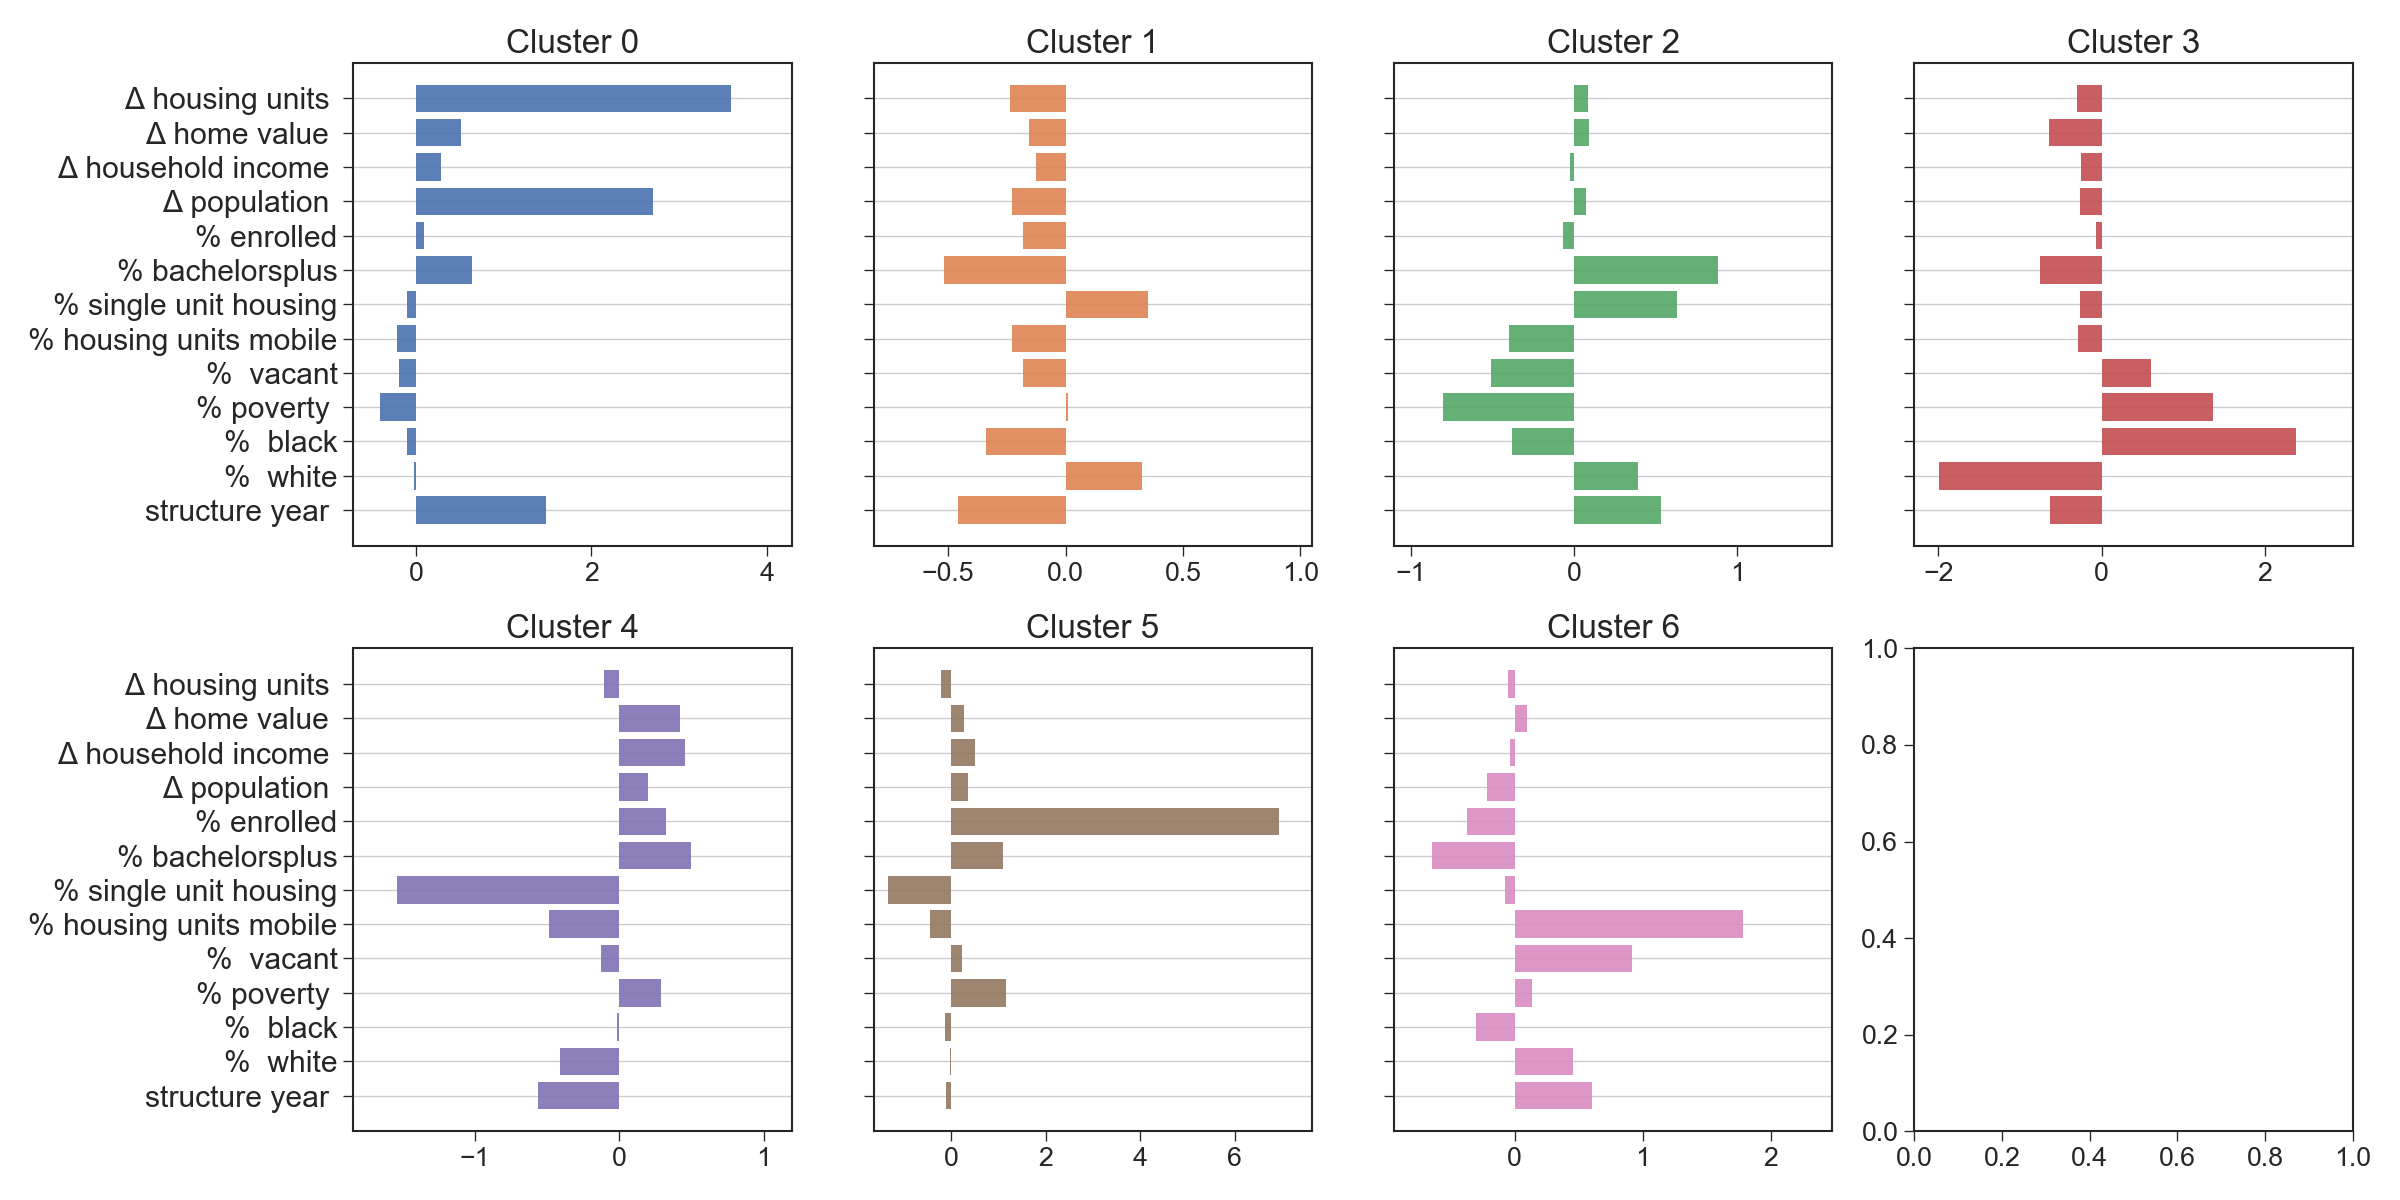 Cluster 0
Cluster 1
Cluster 2
Cluster 3
Δ housing units
Δ home value
Δ household income
Δ population
% enrolled
% bachelorsplus
% single unit housing
% housing units mobile
% vacant
% poverty
% black
% white
structure year
0 2 4
−0.5 0.0 0.5 1.0
−1 0 1
−2 0 2
Cluster 4
Cluster 5
Cluster 6
Δ housing units
Δ home value
Δ household income
Δ population
% enrolled
% bachelorsplus
% single unit housing
% housing units mobile
% vacant
% poverty
% black
% white
structure year
−1 0 1
0 2 4 6
0 1 2
1.0
0.8
0.6
0.4
0.2
0.0
0.0 0.2 0.4 0.6 0.8 1.0